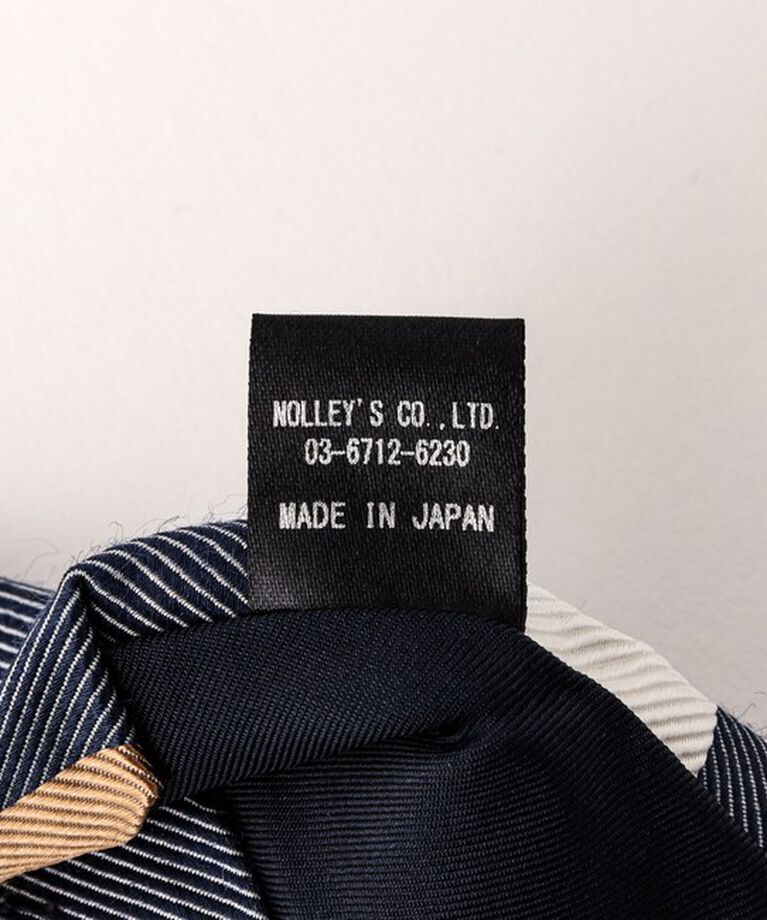 NOLLEY'S CO.,LTD.
03-6712-6230
MADE IN JAPAN